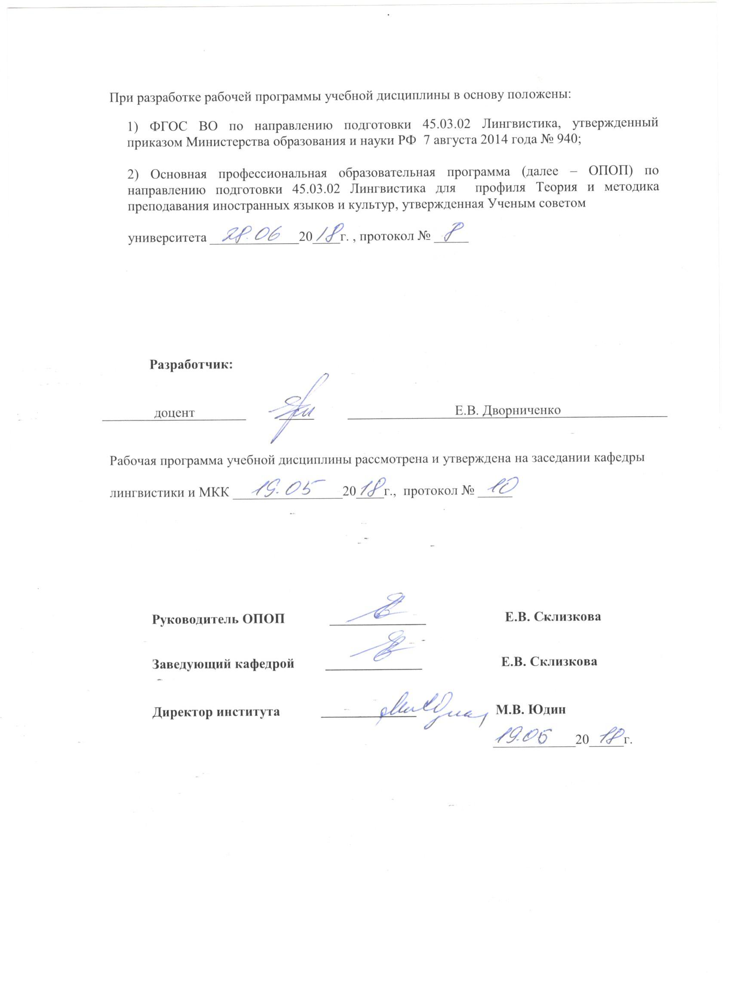 При разработке рабочей программы учебной дисциплины в основу положены:
1) ФГОС ВО по направлению подготовки 45.03.02 Лингвистика, утвержденный
приказом Министерства образования и науки РФ 7 августа 2014 года № 940;
2) Основная профессиональная образовательная программа (далее – ОПОП) по
направлению подготовки 45.03.02 Лингвистика для профиля Теория и методика
преподавания иностранных языков и культур, утвержденная Ученым советом
университета 28.06 2018г. , протокол № 8
Разработчик:
доцент Е.В. Дворниченко
Рабочая программа учебной дисциплины рассмотрена и утверждена на заседании кафедры
лингвистики и МКК 19.05 2018г., протокол № 10
Руководитель ОПОП Е.В. Склизкова
Заведующий кафедрой Е.В. Склизкова
Директор института М.В. Юдин
19.05 2018г.